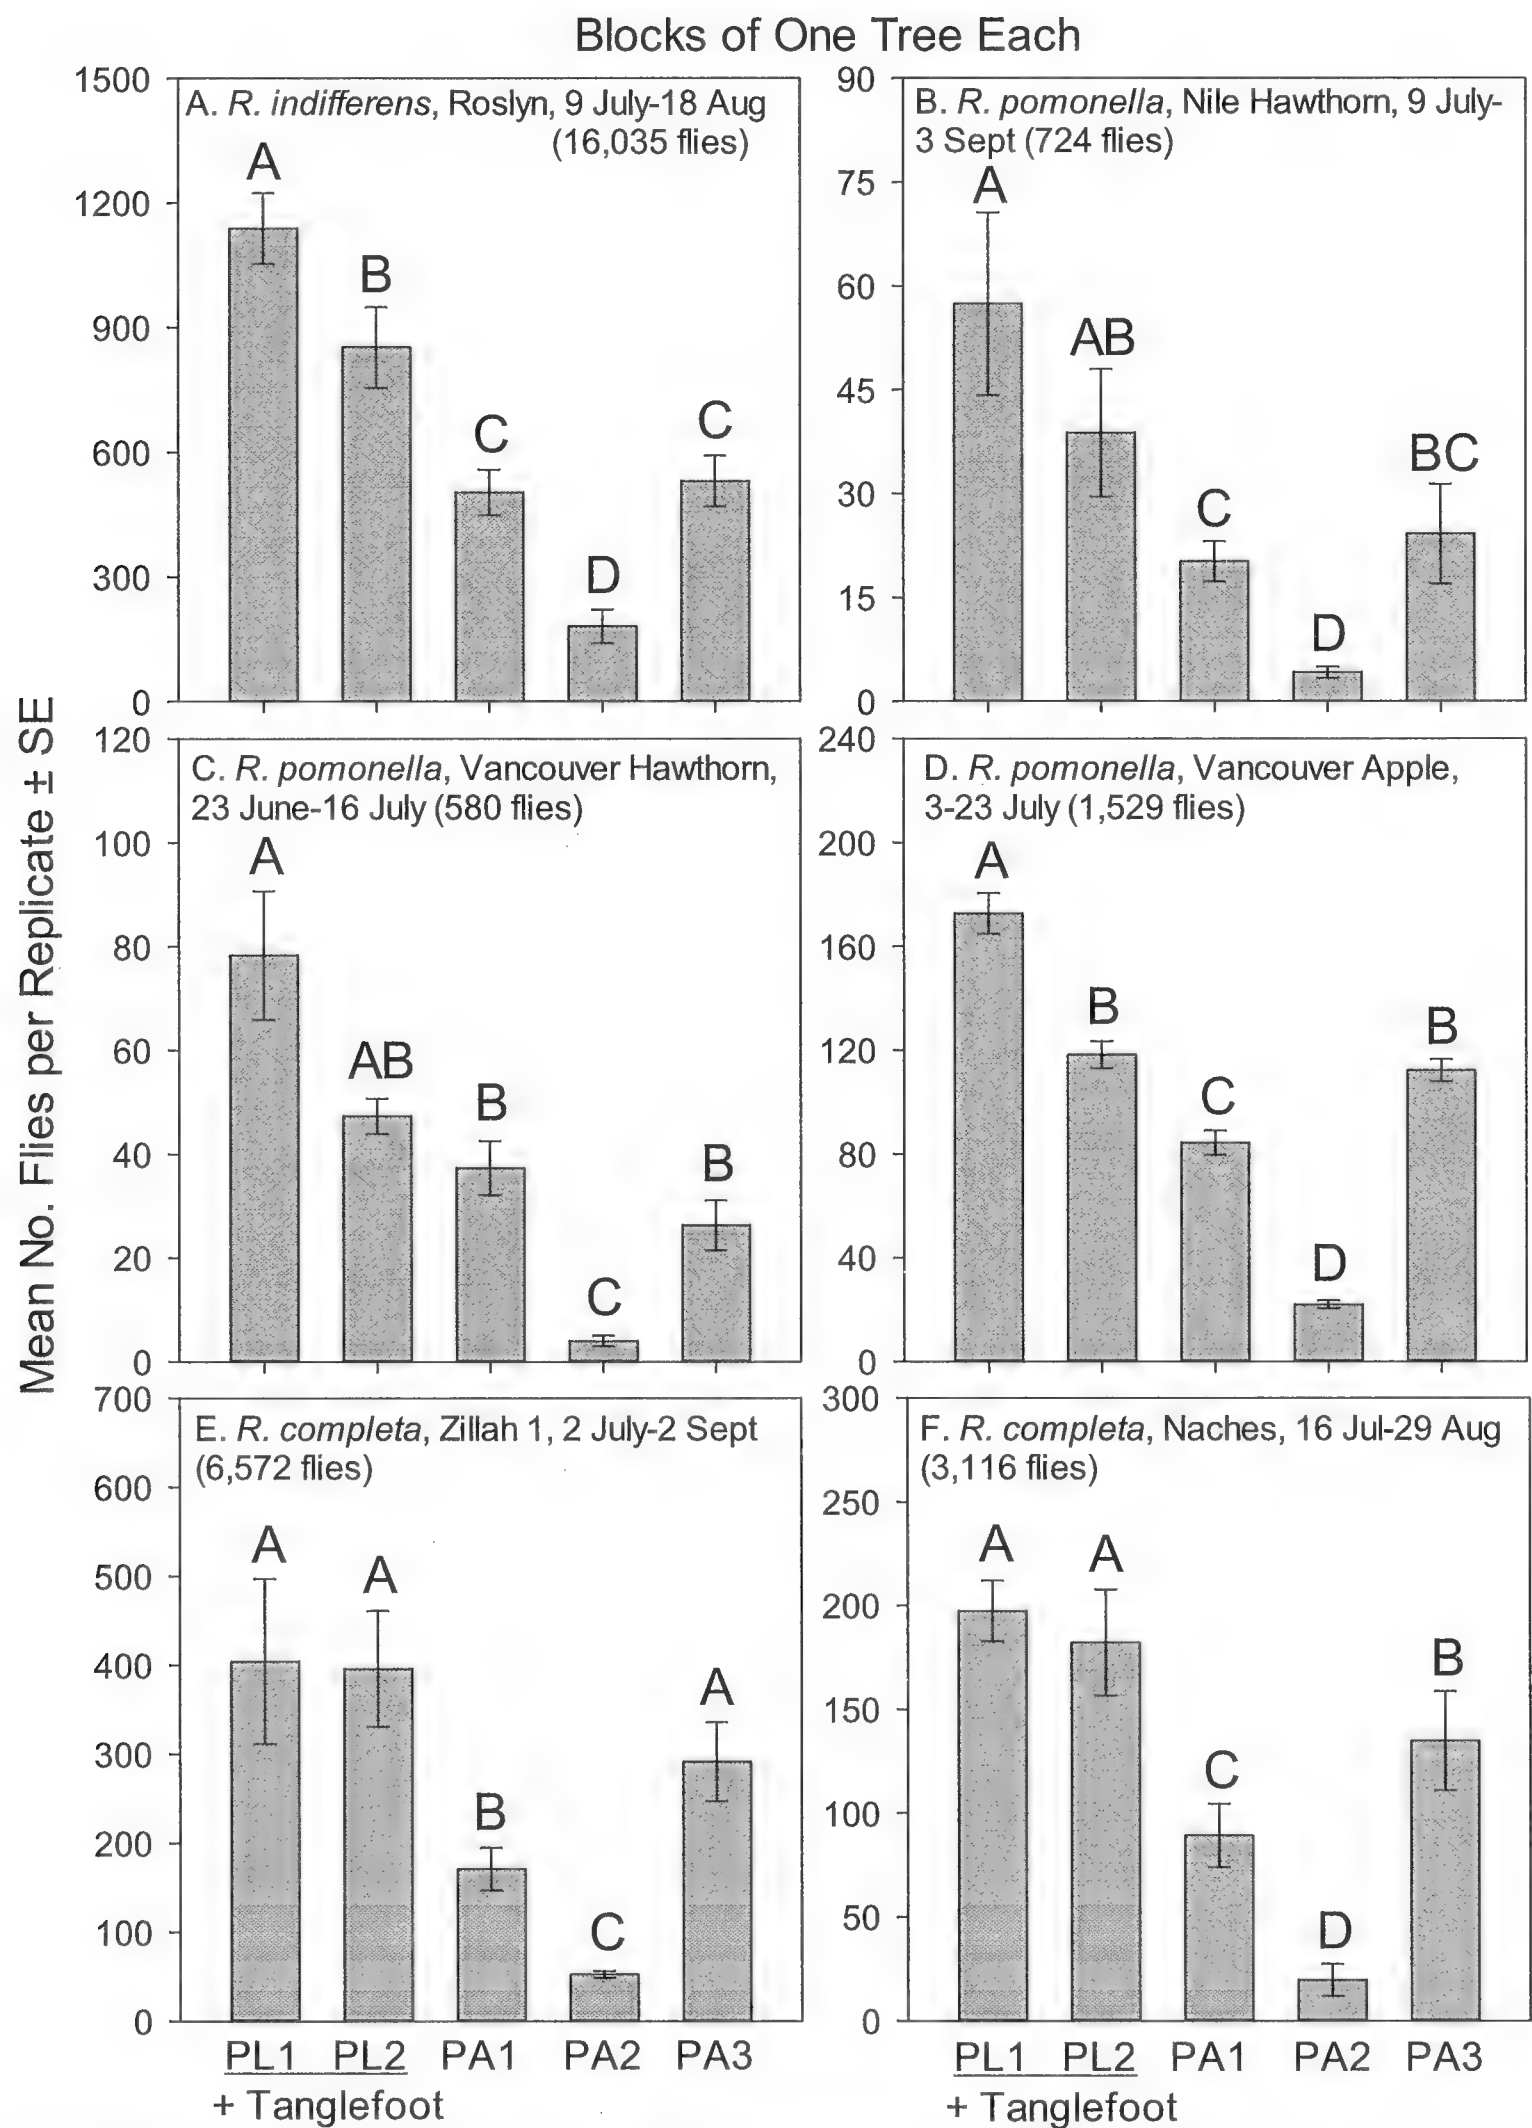 Blocks of One Tree Each
Mean No. Flies per Replicate ± SE
A. R. indifferens, Roslyn, 9 July-18 Aug
(16,035 flies)
1500
1200
900
600
300
0
A
B
C
D
C
B. R. pomonella, Nile Hawthorn, 9 July-
3 Sept (724 flies)
90
75
60
45
30
15
0
A
AB
C
D
BC
C. R. pomonella, Vancouver Hawthorn,
23 June-16 July (580 flies)
120
100
80
60
40
20
0
A
AB
B
C
B
D. R. pomonella, Vancouver Apple,
3-23 July (1,529 flies)
240
200
160
120
80
40
0
A
B
C
D
B
E. R. completa, Zillah 1, 2 July-2 Sept
(6,572 flies)
700
600
500
400
300
200
100
0
A
A
B
C
A
PL1 PL2 PA1 PA2 PA3
+ Tanglefoot
F. R. completa, Naches, 16 Jul-29 Aug
(3,116 flies)
300
250
200
150
100
50
0
A
A
C
D
B
PL1 PL2 PA1 PA2 PA3
+ Tanglefoot